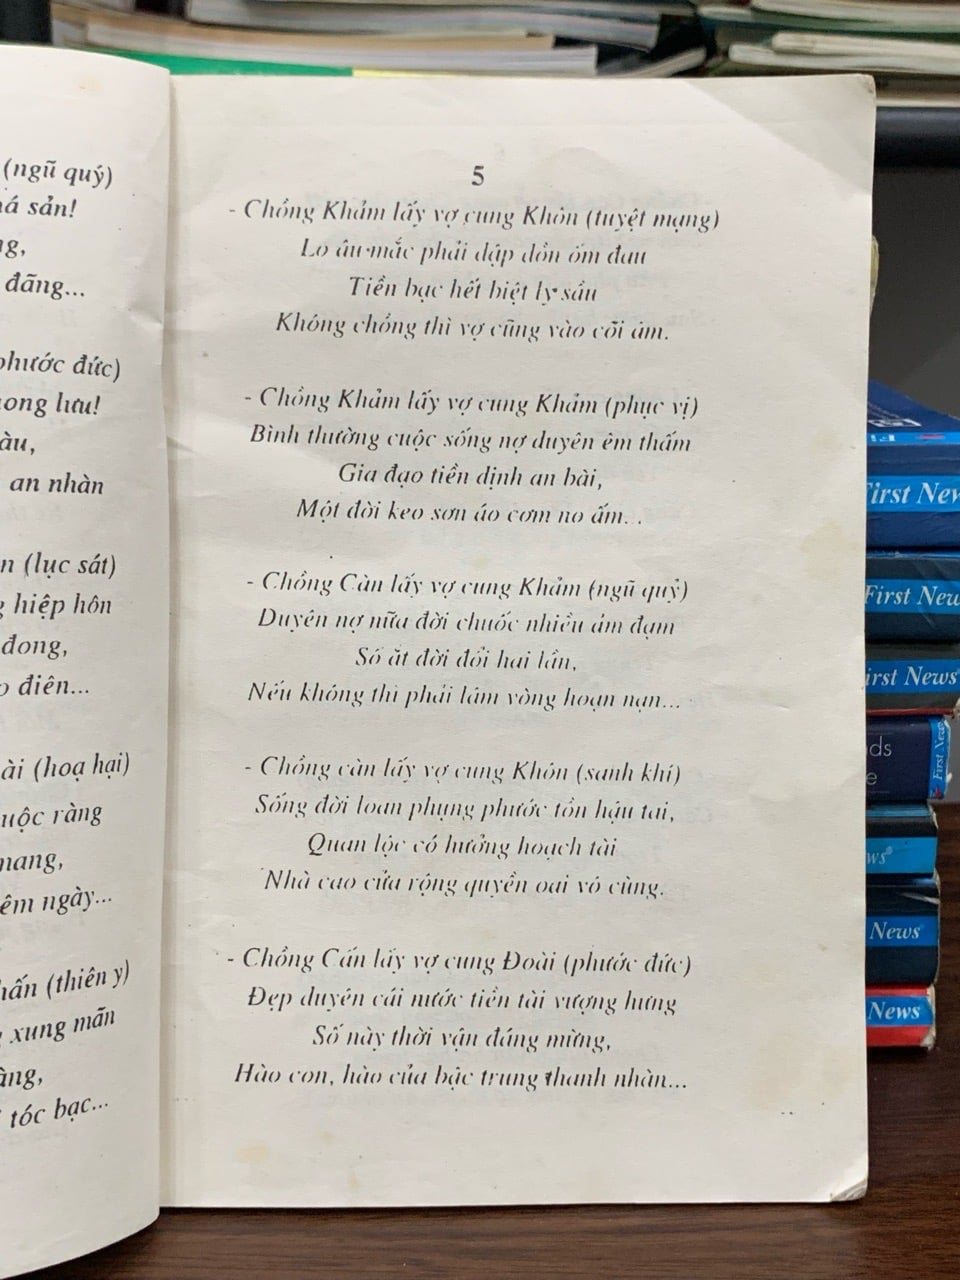 (ngũ quý)
á sản!
ng,
đãng...
phước đức)
ong lưu!
àu,
an nhàn
n (lục sát)
g hiệp hôn
đong,
o điên...
ài (hoạ hại)
uộc ràng
nang,
êm ngày...
hấn (thiên y)
xung mãn
àng,
tóc bạc...
5
- Chồng Khảm lấy vợ cung Khôn (tuyệt mạng)
Lo âu mắc phải dập dồn ốm đau
Tiền bạc hết biệt ly sầu
Không chồng thì vợ cũng vào cõi âm.
- Chồng Khảm lấy vợ cung Khảm (phục vị)
Bình thường cuộc sống nợ duyên êm thấm
Gia đạo tiền định an bài,
Một đời keo sơn áo cơm no ấm...
- Chồng Càn lấy vợ cung Khảm (ngũ quỷ)
Duyên nợ nữa đời chuốc nhiều ảm đạm
Số ắt đời đổi hai lần,
Nếu không thì phải lâm vòng hoạn nạn...
- Chồng càn lấy vợ cung Khôn (sanh khí)
Sống đời loan phụng phước tồn hậu tai,
Quan lộc có hưởng hoạch tài
Nhà cao cửa rộng quyền oai vô cùng.
- Chồng Cấn lấy vợ cung Đoài (phước đức)
Đẹp duyên cái nước tiền tài vượng hưng
Số này thời vận đáng mừng,
Hào con, hào của bậc trung thanh nhàn...
First New
First New
irst News
ds
e
First New
ws
News
News